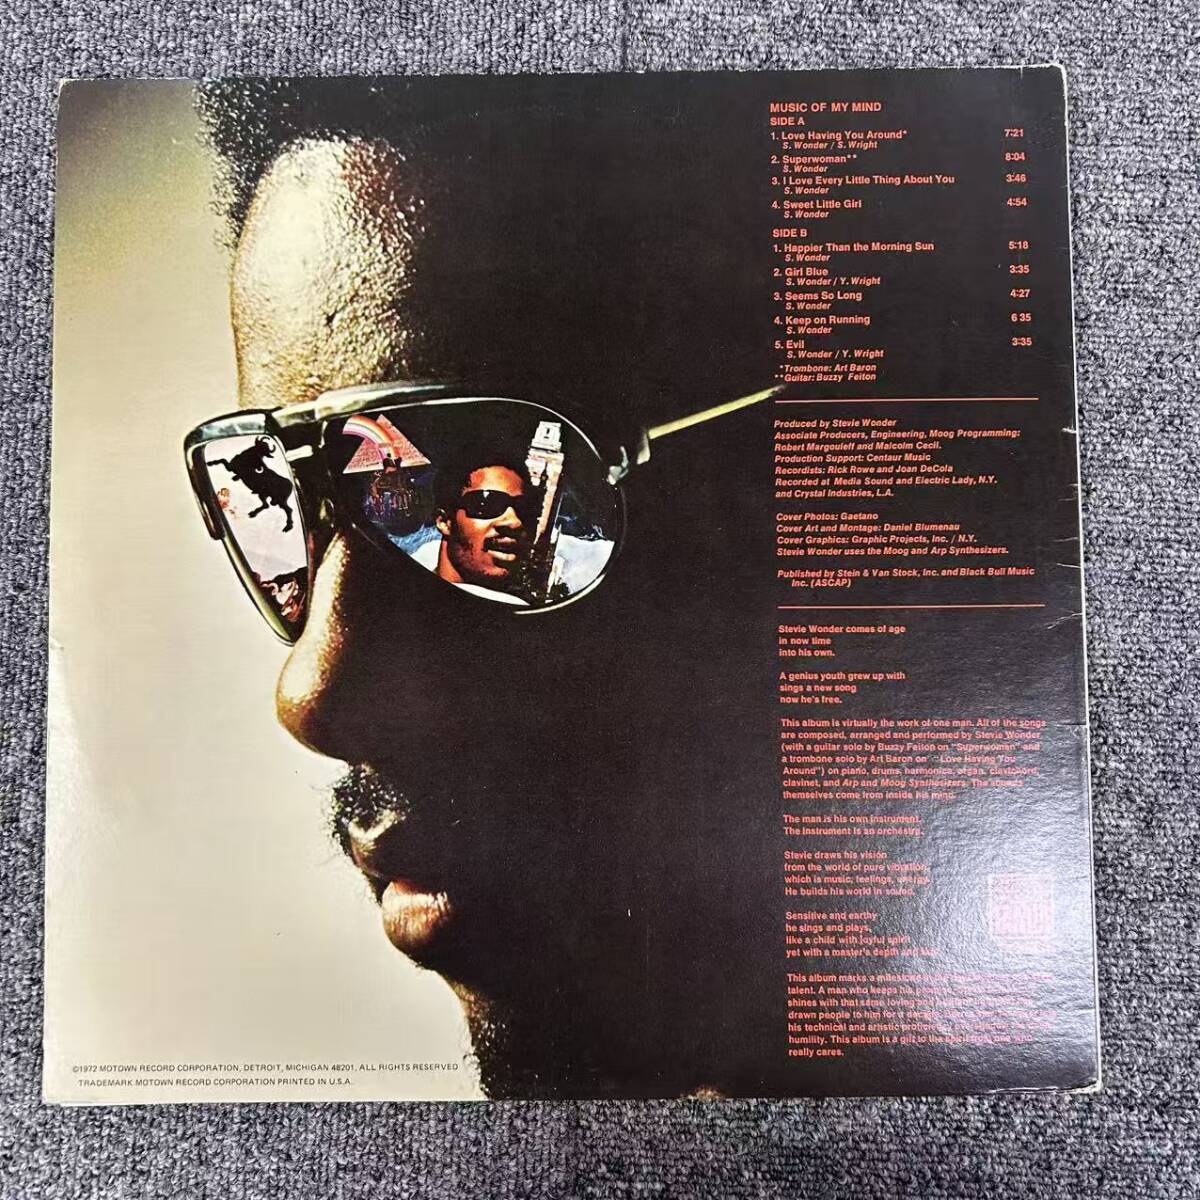 MUSIC OF MY MIND
SIDE A
1. Love Having You Around* 7:21
S. Wonder / S. Wright
2. Superwoman** 8:04
S. Wonder
3. I Love Every Little Thing About You 3:46
S. Wonder
4. Sweet Little Girl 4:54
S. Wonder
SIDE B
1. Happier Than the Morning Sun 5:18
S. Wonder
2. Girl Blue 3:35
S. Wonder / Y. Wright
3. Seems So Long 4:27
S. Wonder
4. Keep on Running 6 35
S. Wonder
5. Evil 3:35
S. Wonder / Y. Wright
*Trombone: Art Baron
**Guitar: Buzzy Feiton
Produced by Stevie Wonder
Associate Producers, Engineering, Moog Programming:
Robert Margouleff and Malcolm Cecil.
Production Support: Centaur Music
Recordists: Rick Rowe and Joan DeCola
Recorded at Media Sound and Electric Lady, N.Y.
and Crystal Industries, L.A.
Cover Photos: Gaetano
Cover Art and Montage: Daniel Blumenau
Cover Graphics: Graphic Projects, Inc. / N.Y.
Stevie Wonder uses the Moog and Arp Synthesizers.
Published by Stein & Van Stock, Inc. and Black Bull Music
Inc. (ASCAP)
Stevie Wonder comes of age
in now time
into his own.
A genius youth grew up with
sings a new song
now he's free.
This album is virtually the work of one man. All of the songs
are composed, arranged and performed by Stevie Wonder,
(with a guitar solo by Buzzy Feiton on "Superwoman" and
a trombone solo by Art Baron on "Love Having You
Around") on piano, drums, harmonica, organ, clavichord,
clavinet, and Arp and Moog Synthesizers. The sounds
themselves come from inside his mind.
The man is his own instrument.
The instrument is an orchestra.
Stevie draws his vision
from the world of pure vibration,
which is music, feelings, energy.
He builds his world in sound.
Sensitive and earthy
he sings and plays,
like a child with joyful spirit
yet with a master's depth and
This album marks a milestone in the
talent. A man who keeps his
shines with that same loving and
drawn people to him for a decade.
his technical and artistic proficiency
humility. This album is a gift to the spirit from one who
really cares.
©1972 MOTOWN RECORD CORPORATION, DETROIT, MICHIGAN 48201, ALL RIGHTS RESERVED
TRADEMARK MOTOWN RECORD CORPORATION PRINTED IN U.S.A.